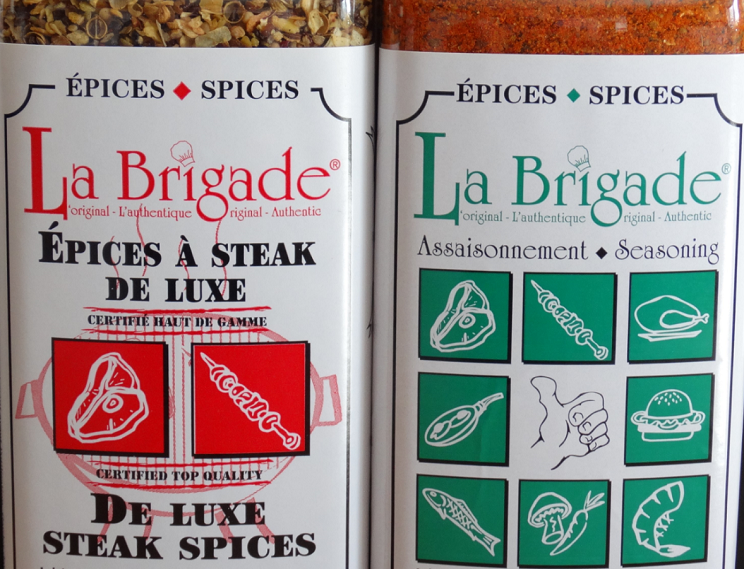 ÉPICES ♦ SPICES
La Brigade®
L'original - L'authentique Original - Authentic
ÉPICES À STEAK
DE LUXE
CERTIFIÉ HAUT DE GAMME
CERTIFIED TOP QUALITY
DE LUXE
STEAK SPICES
ÉPICES ♦ SPICES
La Brigade®
L'original - L'authentique Original - Authentic
Assaisonnement ♦ Seasoning